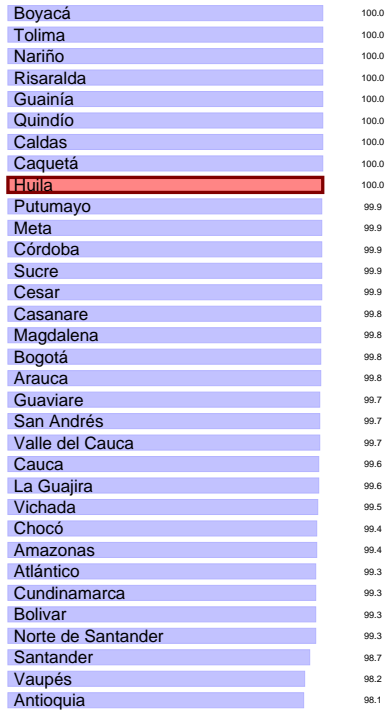 Boyacá 100.0
Tolima 100.0
Nariño 100.0
Risaralda 100.0
Guainía 100.0
Quindío 100.0
Caldas 100.0
Caquetá 100.0
Huila 100.0
Putumayo 99.9
Meta 99.9
Córdoba 99.9
Sucre 99.9
Cesar 99.9
Casanare 99.8
Magdalena 99.8
Bogotá 99.8
Arauca 99.8
Guaviare 99.7
San Andrés 99.7
Valle del Cauca 99.7
Cauca 99.6
La Guajira 99.6
Vichada 99.5
Chocó 99.4
Amazonas 99.4
Atlántico 99.3
Cundinamarca 99.3
Bolivar 99.3
Norte de Santander 99.3
Santander 98.7
Vaupés 98.2
Antioquia 98.1